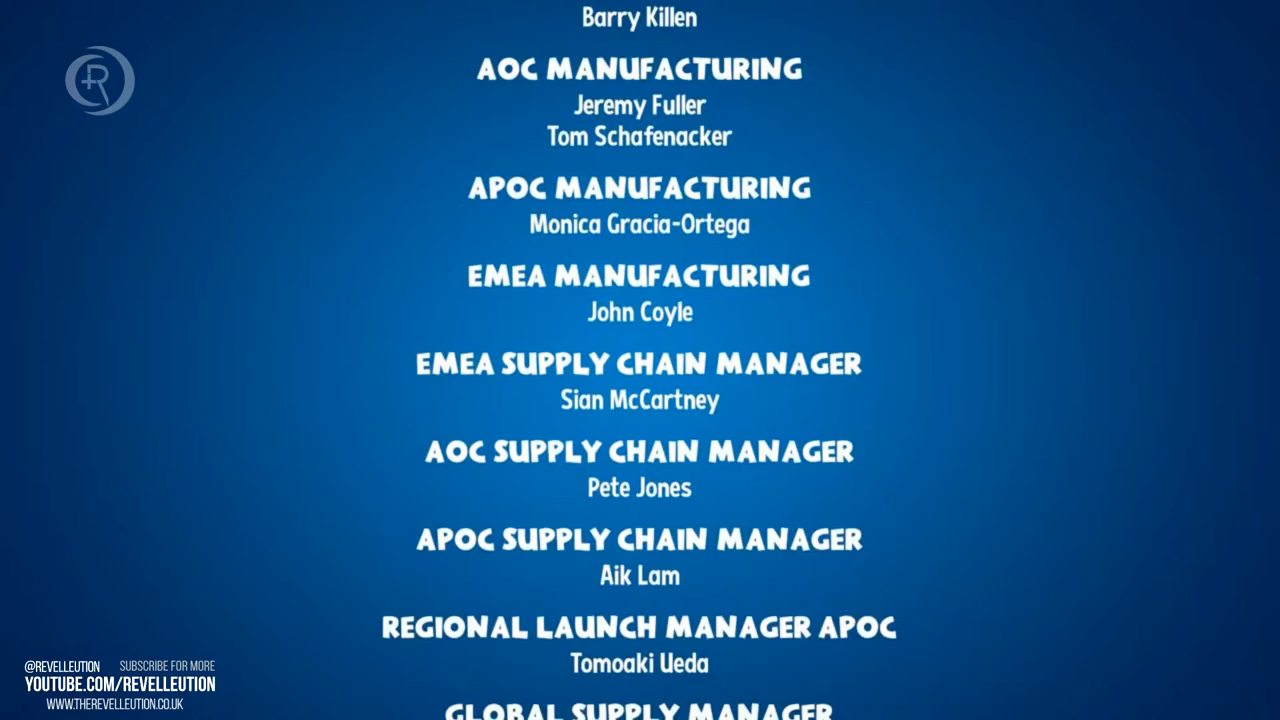 Barry Killen
AOC MANUFACTURING
Jeremy Fuller
Tom Schafenacker
APOC MANUFACTURING
Monica Gracia-Ortega
EMEA MANUFACTURING
John Coyle
EMEA SUPPLY CHAIN MANAGER
Sian McCartney
AOC SUPPLY CHAIN MANAGER
Pete Jones
APOC SUPPLY CHAIN MANAGER
Aik Lam
REGIONAL LAUNCH MANAGER APOC
Tomoaki Ueda
GLOBAL SUPPLY MANAGER
@REVELLEUTION SUBSCRIBE FOR MORE
YOUTUBE.COM/REVELLEUTION
WWW.THEREVELLEUTION.CO.UK
R